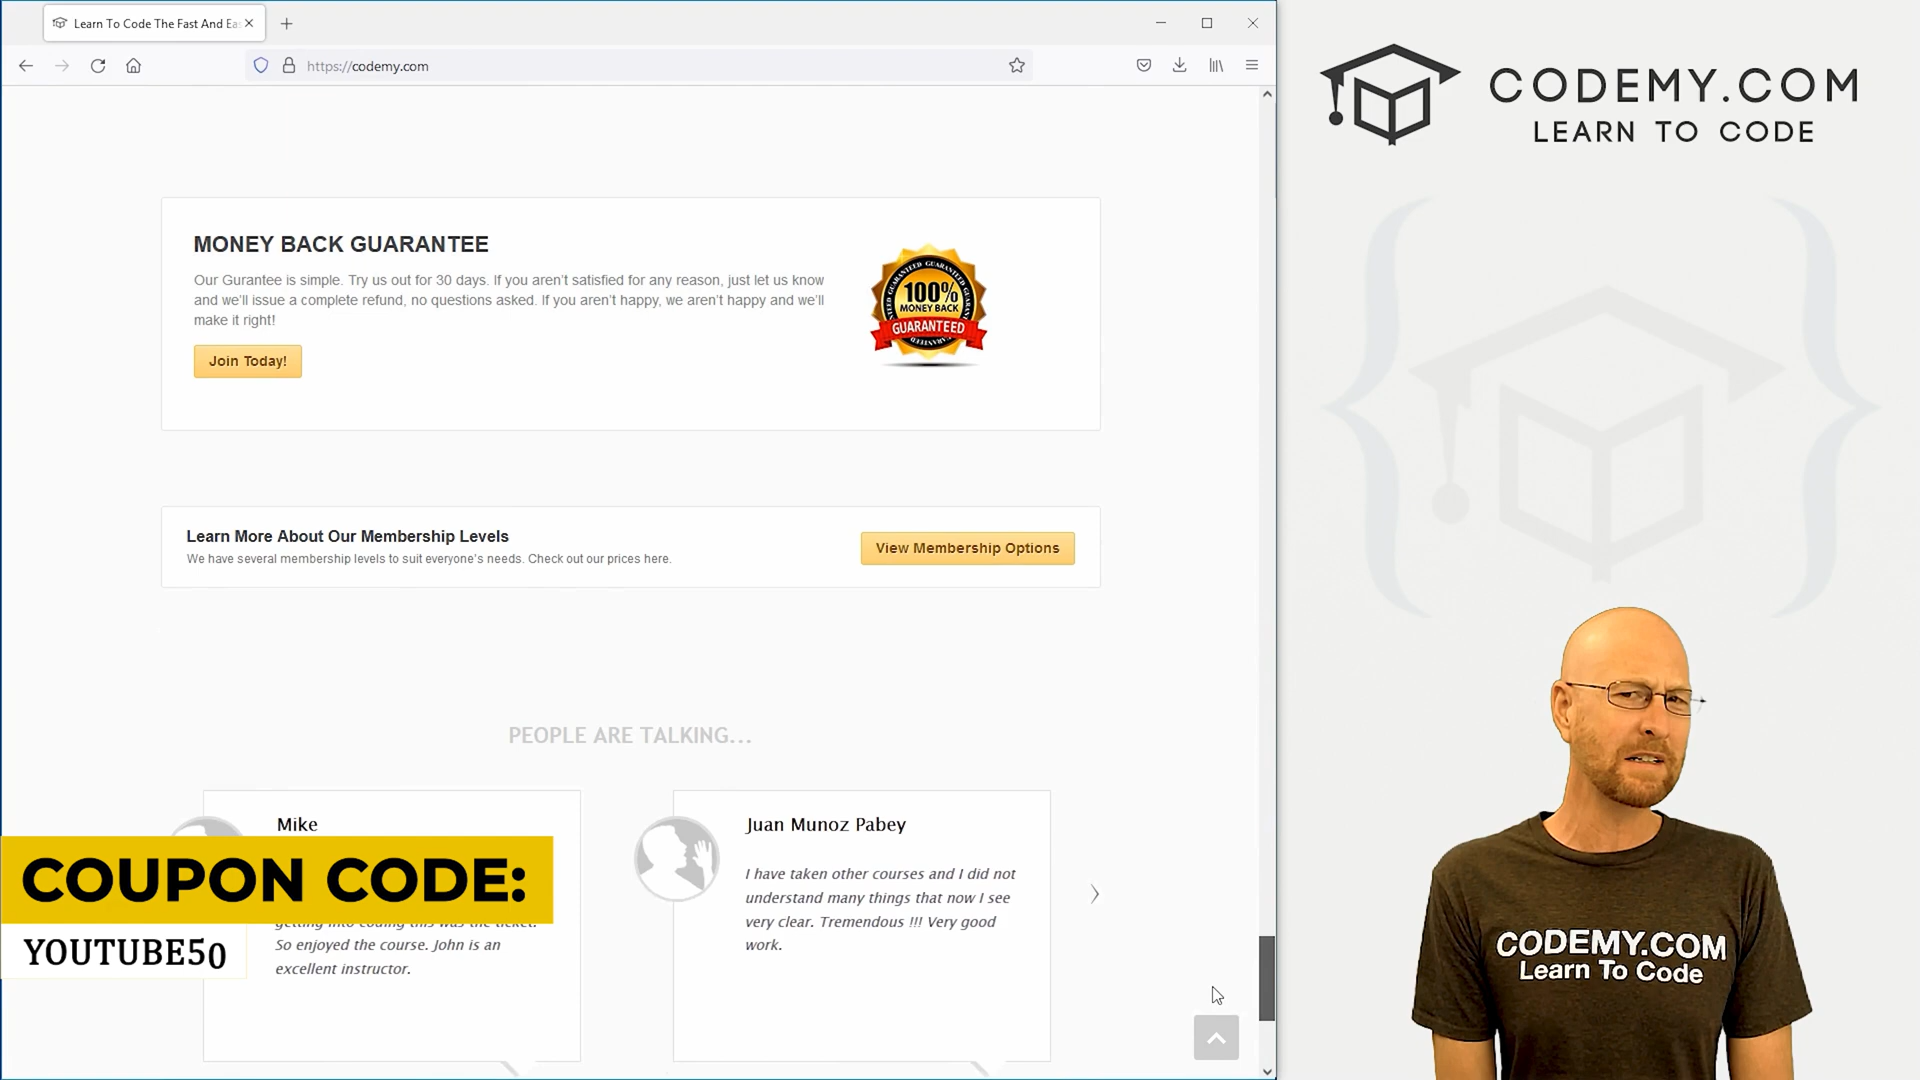 Learn To Code The Fast And Ea
https://codemy.com
CODEMY.COM
LEARN TO CODE
MONEY BACK GUARANTEE
Our Gurantee is simple. Try us out for 30 days. If you aren't satisfied for any reason, just let us know
and we'll issue a complete refund, no questions asked. If you aren't happy, we aren't happy and we'll
make it right!
Join Today!
100%
MONEY BACK
GUARANTEED
Learn More About Our Membership Levels
We have several membership levels to suit everyone's needs. Check out our prices here.
View Membership Options
PEOPLE ARE TALKING...
Mike
getting into coding this was the ticket.
So enjoyed the course. John is an
excellent instructor.
Juan Munoz Pabey
I have taken other courses and I did not
understand many things that now I see
very clear. Tremendous !!! Very good
work.
COUPON CODE:
YOUTUBE50
CODEMY.COM
Learn To Code